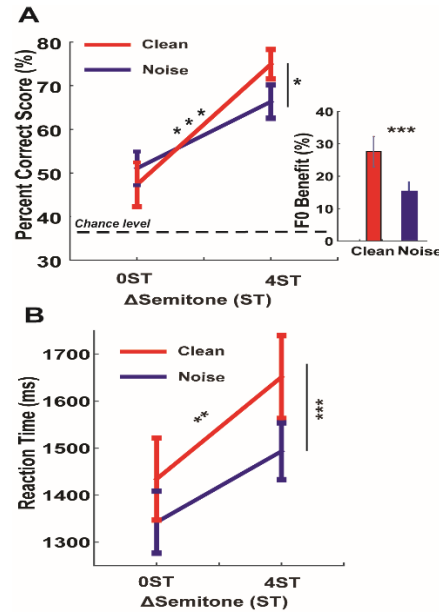 A
Clean
Noise
Percent Correct Score (%)
80
70
60
50
40
30
* * *
*
Chance level
0ST
4ST
ΔSemitone (ST)
F0 Benefit (%)
40
30
20
10
0
***
Clean Noise
B
Clean
Noise
Reaction Time (ms)
1700
1600
1500
1400
1300
**
***
0ST
4ST
ΔSemitone (ST)